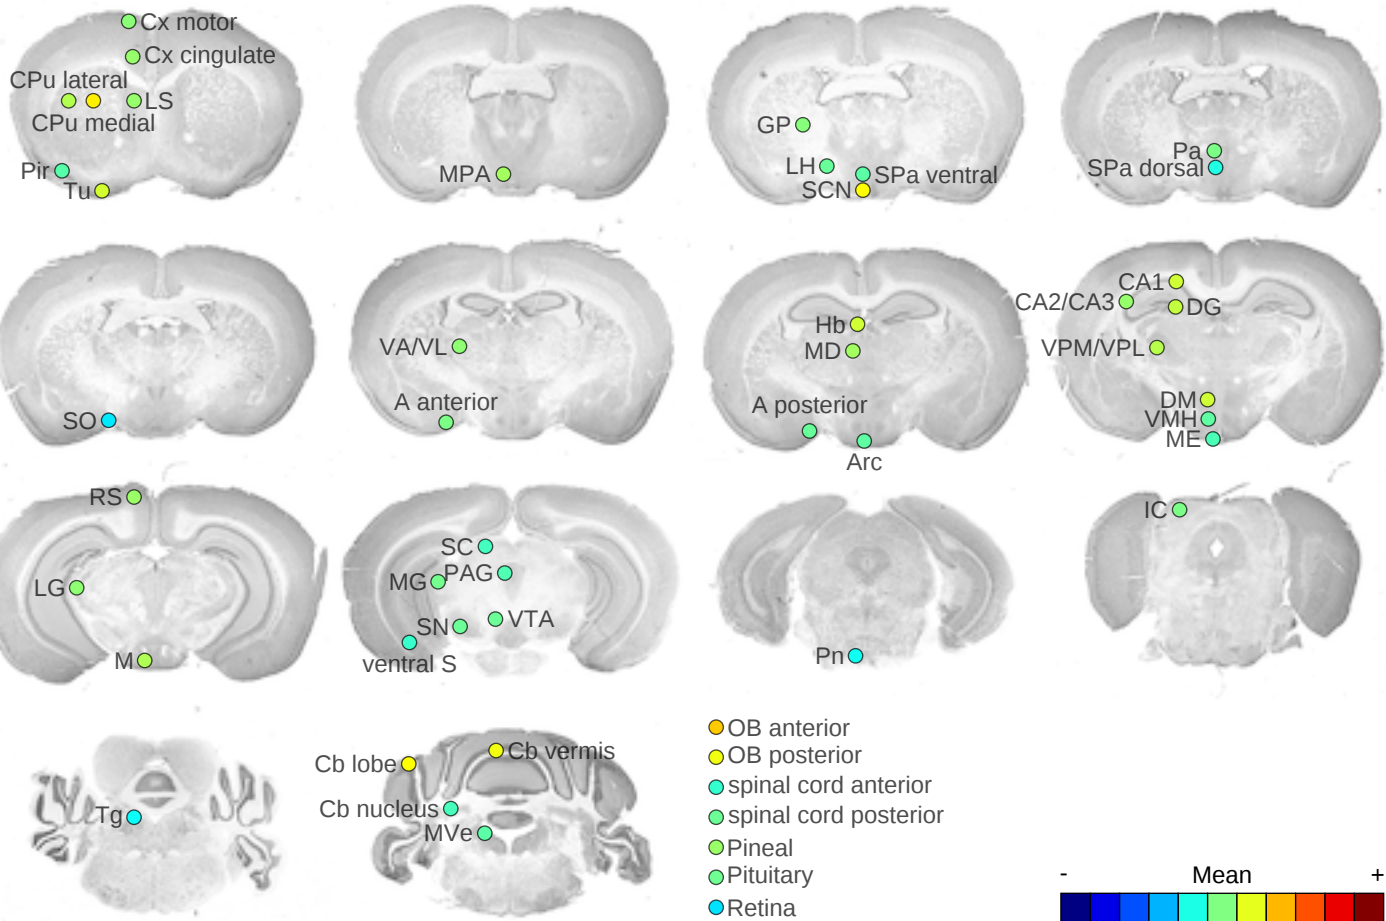 Cx motor
Cx cingulate
CPu lateral
LS
CPu medial
Pir
Tu
MPA
GP
LH
SPa ventral
SCN
Pa
SPa dorsal
SO
VA/VL
A anterior
Hb
MD
A posterior
Arc
CA1
CA2/CA3
DG
VPM/VPL
DM
VMH
ME
RS
LG
M
SC
MG
PAG
SN
VTA
ventral S
Pn
IC
Tg
Cb lobe
Cb vermis
Cb nucleus
MVe
OB anterior
OB posterior
spinal cord anterior
spinal cord posterior
Pineal
Pituitary
Retina
- Mean +